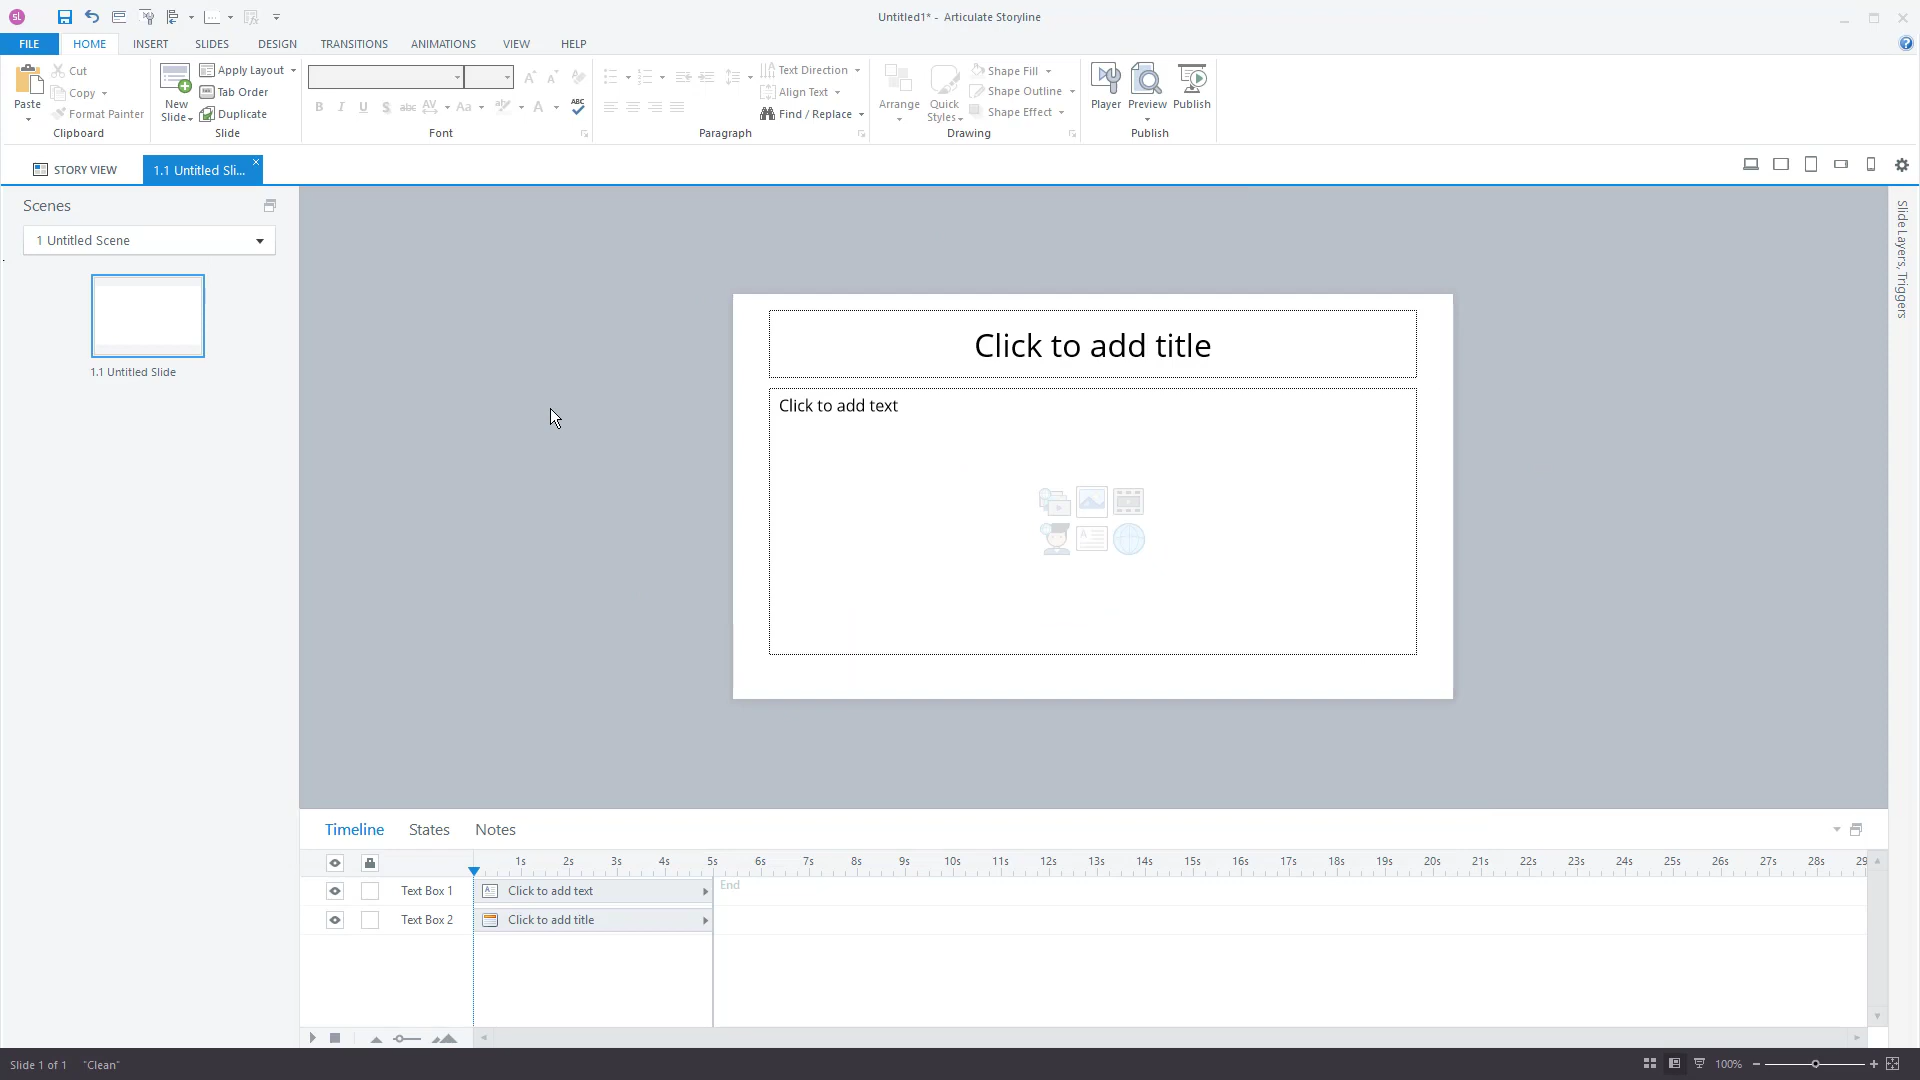 sl
Untitled1* - Articulate Storyline
FILE HOME INSERT SLIDES DESIGN TRANSITIONS ANIMATIONS VIEW HELP
Paste
Cut
Copy
Format Painter
Clipboard
New Slide
Apply Layout
Tab Order
Duplicate
Slide
B I U S abc AV Aa A ABC
Font
Text Direction
Align Text
Find / Replace
Paragraph
Arrange
Quick Styles
Shape Fill
Shape Outline
Shape Effect
Drawing
Player
Preview
Publish
Publish
STORY VIEW
1.1 Untitled Sli...
Scenes
1 Untitled Scene
1.1 Untitled Slide
Click to add title
Click to add text
Slide Layers, Triggers
Timeline States Notes
1s 2s 3s 4s 5s 6s 7s 8s 9s 10s 11s 12s 13s 14s 15s 16s 17s 18s 19s 20s 21s 22s 23s 24s 25s 26s 27s 28s 29
Text Box 1 Click to add text End
Text Box 2 Click to add title
Slide 1 of 1 "Clean" 100%